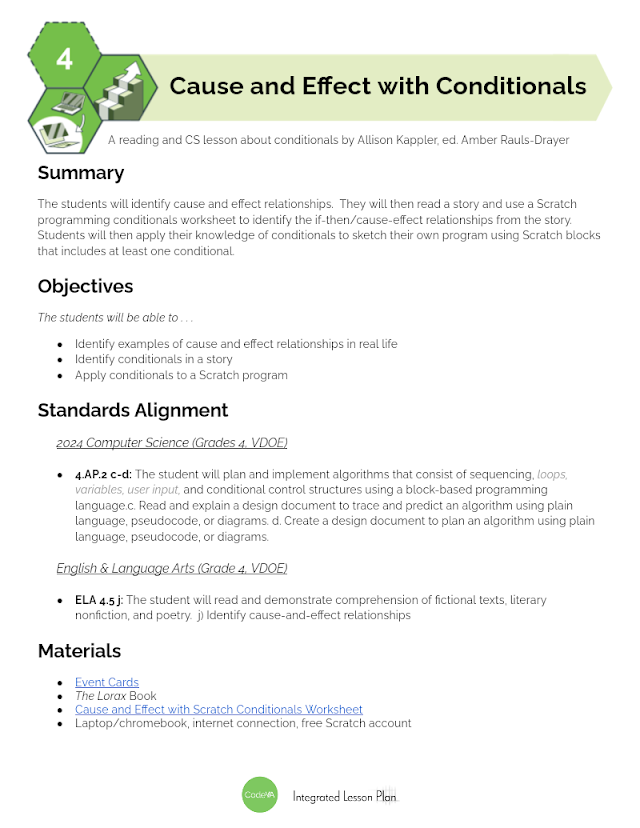 4
Cause and Effect with Conditionals
A reading and CS lesson about conditionals by Allison Kappler, ed. Amber Rauls-Drayer
Summary
The students will identify cause and effect relationships.  They will then read a story and use a Scratch
programming conditionals worksheet to identify the if-then/cause-effect relationships from the story.
Students will then apply their knowledge of conditionals to sketch their own program using Scratch blocks
that includes at least one conditional.
Objectives
The students will be able to . . .
● Identify examples of cause and effect relationships in real life
● Identify conditionals in a story
● Apply conditionals to a Scratch program
Standards Alignment
2024 Computer Science (Grades 4, VDOE)
● 4.AP.2 c-d: The student will plan and implement algorithms that consist of sequencing, loops,
variables, user input, and conditional control structures using a block-based programming
language.c. Read and explain a design document to trace and predict an algorithm using plain
language, pseudocode, or diagrams. d. Create a design document to plan an algorithm using plain
language, pseudocode, or diagrams.
English & Language Arts (Grade 4, VDOE)
● ELA 4.5 j: The student will read and demonstrate comprehension of fictional texts, literary
nonfiction, and poetry.  j) Identify cause-and-effect relationships
Materials
● Event Cards
● The Lorax Book
● Cause and Effect with Scratch Conditionals Worksheet
● Laptop/chromebook, internet connection, free Scratch account
CodeVA
Integrated Lesson Plan